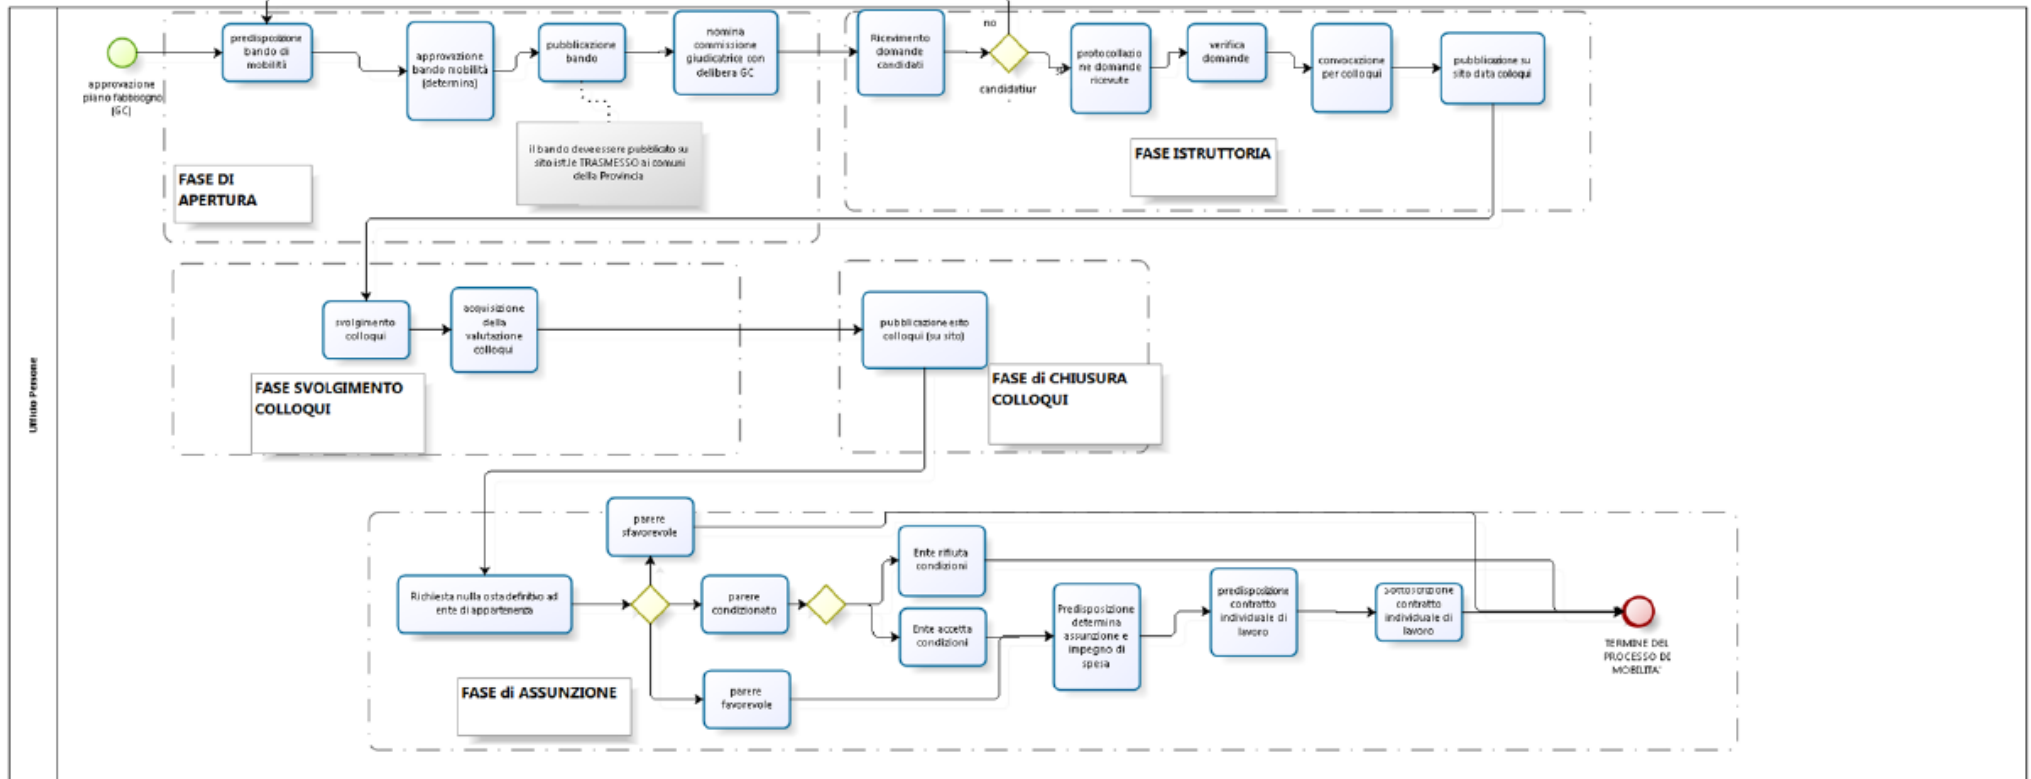 Ufficio Persone
approvazione
piano fabbisogno
(GC)
predisposizione
bando di
mobilità
approvazione
bando mobilità
(determina)
pubblicazione
bando
nomina
commissione
giudicatrice con
delibera GC
il bando deve essere pubblicato su
sito ist.le TRASMESSO ai comuni
della Provincia
FASE DI
APERTURA
Ricevimento
domande
candidati
no
candidatiur
protocollazio
ne domande
ricevute
verifica
domande
convocazione
per colloqui
pubblicazione su
sito data coloqui
FASE ISTRUTTORIA
svolgimento
colloqui
acquisizione
della
valutazione
colloqui
FASE SVOLGIMENTO
COLLOQUI
pubblicazione esito
colloqui (su sito)
FASE di CHIUSURA
COLLOQUI
Richiesta nulla osta definitivo ad
ente di appartenenza
parere
sfavorevole
parere
condizionato
parere
favorevole
Ente rifiuta
condizioni
Ente accetta
condizioni
Predisposizione
determina
assunzione e
impegno di
spesa
predisposizione
contratto
individuale di
lavoro
Sottoscrizione
contratto
individuale di
lavoro
TERMINE DEL
PROCESSO DI
MOBILITA'
FASE di ASSUNZIONE